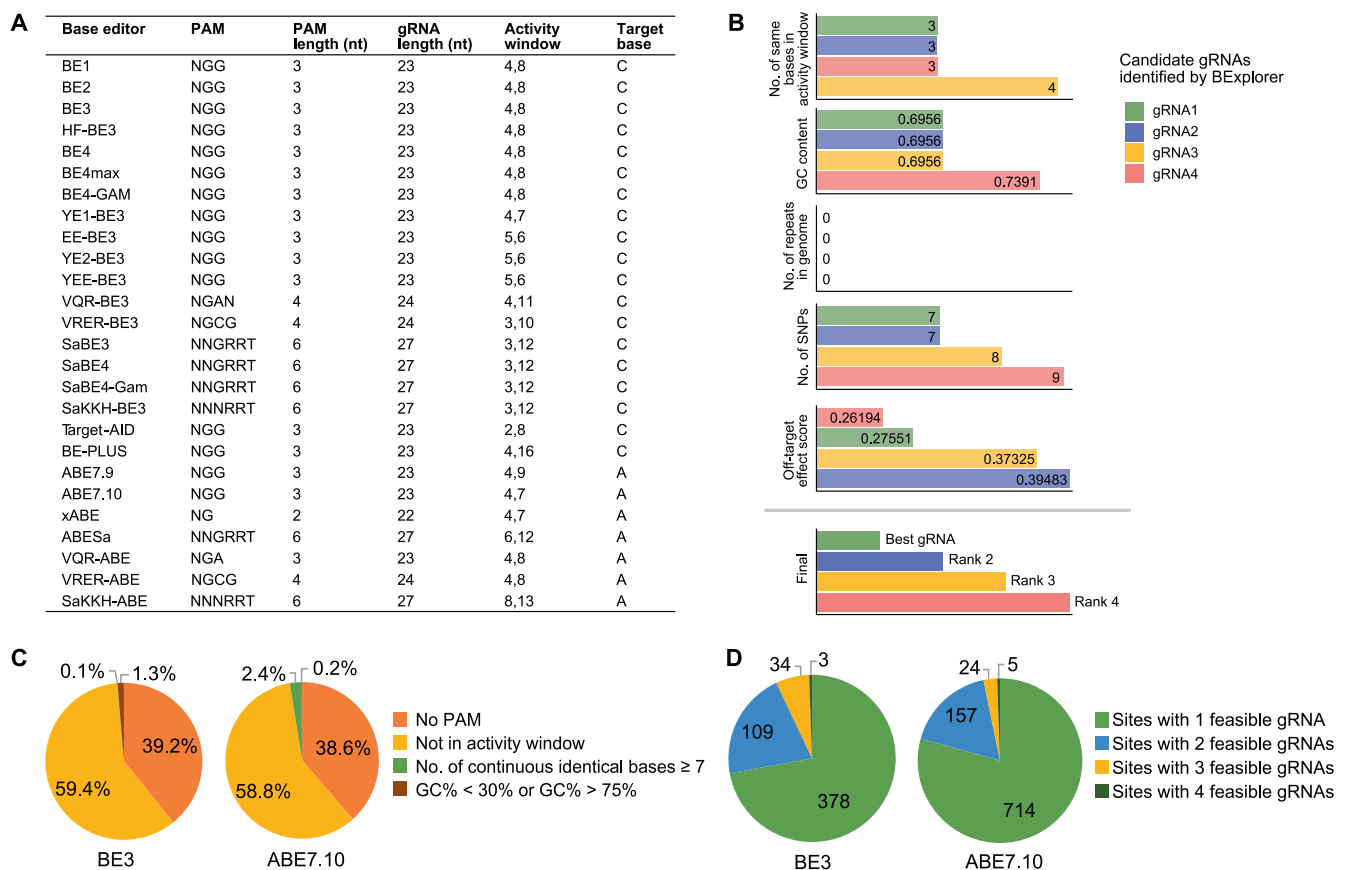 A
Base editor PAM PAM length (nt) gRNA length (nt) Activity window Target base
BE1 NGG 3 23 4,8 C
BE2 NGG 3 23 4,8 C
BE3 NGG 3 23 4,8 C
HF-BE3 NGG 3 23 4,8 C
BE4 NGG 3 23 4,8 C
BE4max NGG 3 23 4,8 C
BE4-GAM NGG 3 23 4,8 C
YE1-BE3 NGG 3 23 4,7 C
EE-BE3 NGG 3 23 5,6 C
YE2-BE3 NGG 3 23 5,6 C
YEE-BE3 NGG 3 23 5,6 C
VQR-BE3 NGAN 4 24 4,11 C
VRER-BE3 NGCG 4 24 3,10 C
SaBE3 NNGRRT 6 27 3,12 C
SaBE4 NNGRRT 6 27 3,12 C
SaBE4-Gam NNGRRT 6 27 3,12 C
SaKKH-BE3 NNNRRT 6 27 3,12 C
Target-AID NGG 3 23 2,8 C
BE-PLUS NGG 3 23 4,16 C
ABE7.9 NGG 3 23 4,9 A
ABE7.10 NGG 3 23 4,7 A
xABE NG 2 22 4,7 A
ABESa NNGRRT 6 27 6,12 A
VQR-ABE NGA 3 23 4,8 A
VRER-ABE NGCG 4 24 4,8 A
SaKKH-ABE NNNRRT 6 27 8,13 A
B
No. of same
bases in
activity window
3
3
3
4
GC content
0.6956
0.6956
0.6956
0.7391
No. of repeats
in genome
0
0
0
0
No. of SNPs
7
7
8
9
Off-target
effect score
0.26194
0.27551
0.37325
0.39483
Final
Best gRNA
Rank 2
Rank 3
Rank 4
Candidate gRNAs
identified by BExplorer
gRNA1
gRNA2
gRNA3
gRNA4
C
0.1%
1.3%
39.2%
59.4%
BE3
2.4%
0.2%
38.6%
58.8%
ABE7.10
No PAM
Not in activity window
No. of continuous identical bases ≥ 7
GC% < 30% or GC% > 75%
D
34
3
109
378
BE3
24
5
157
714
ABE7.10
Sites with 1 feasible gRNA
Sites with 2 feasible gRNAs
Sites with 3 feasible gRNAs
Sites with 4 feasible gRNAs